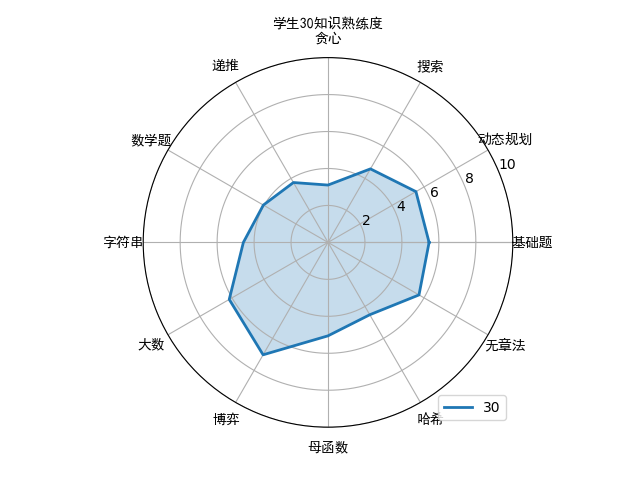 学生30知识熟练度
贪心
递推
搜索
数学题
动态规划
10
8
6
4
2
字符串
基础题
大数
无章法
博弈
哈希
30
母函数